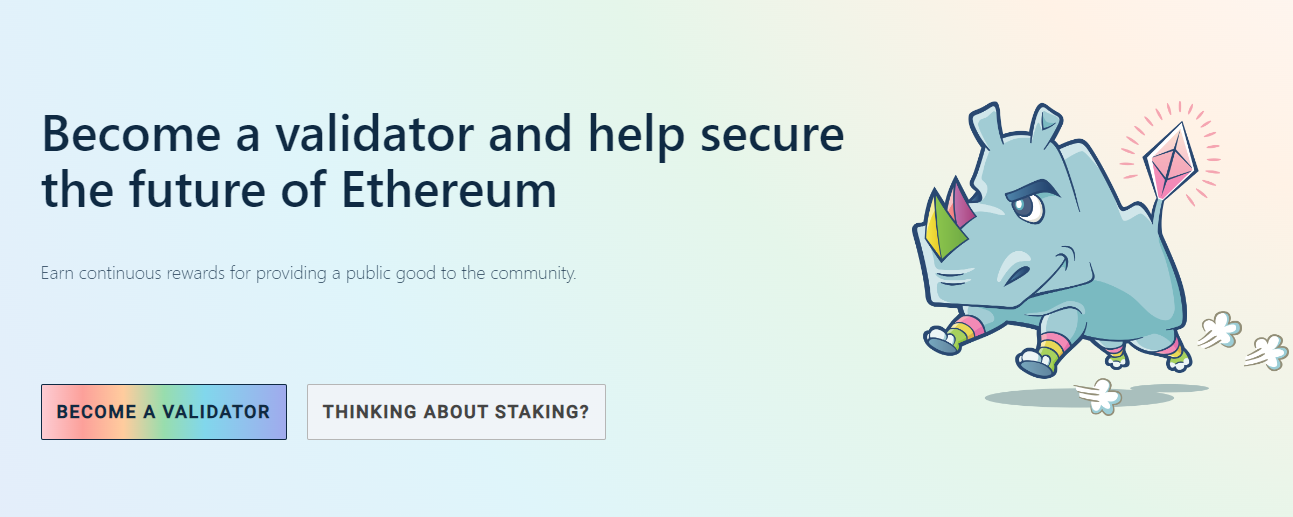 Become a validator and help secure
the future of Ethereum
Earn continuous rewards for providing a public good to the community.
BECOME A VALIDATOR
THINKING ABOUT STAKING?